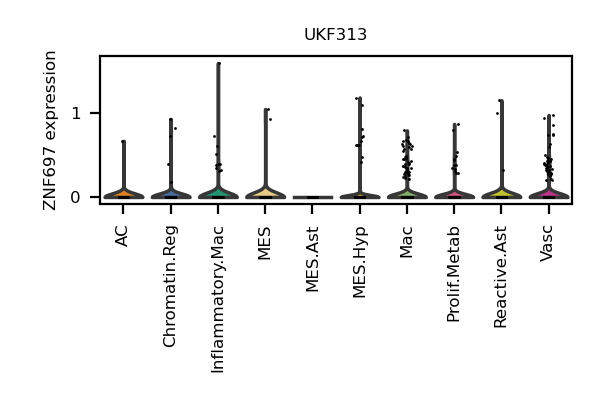 UKF313
ZNF697 expression
1
0
AC
Chromatin.Reg
Inflammatory.Mac
MES
MES.Ast
MES.Hyp
Mac
Prolif.Metab
Reactive.Ast
Vasc